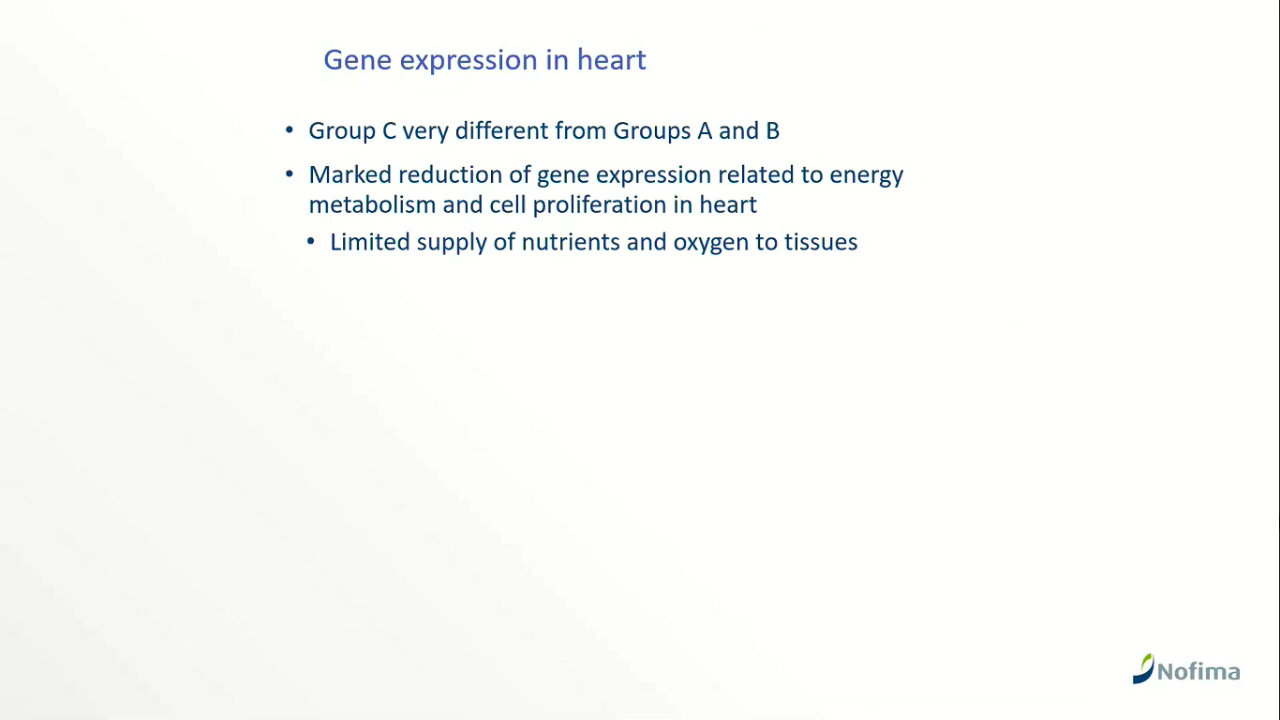 Gene expression in heart
• Group C very different from Groups A and B
• Marked reduction of gene expression related to energy
metabolism and cell proliferation in heart
• Limited supply of nutrients and oxygen to tissues
Nofima